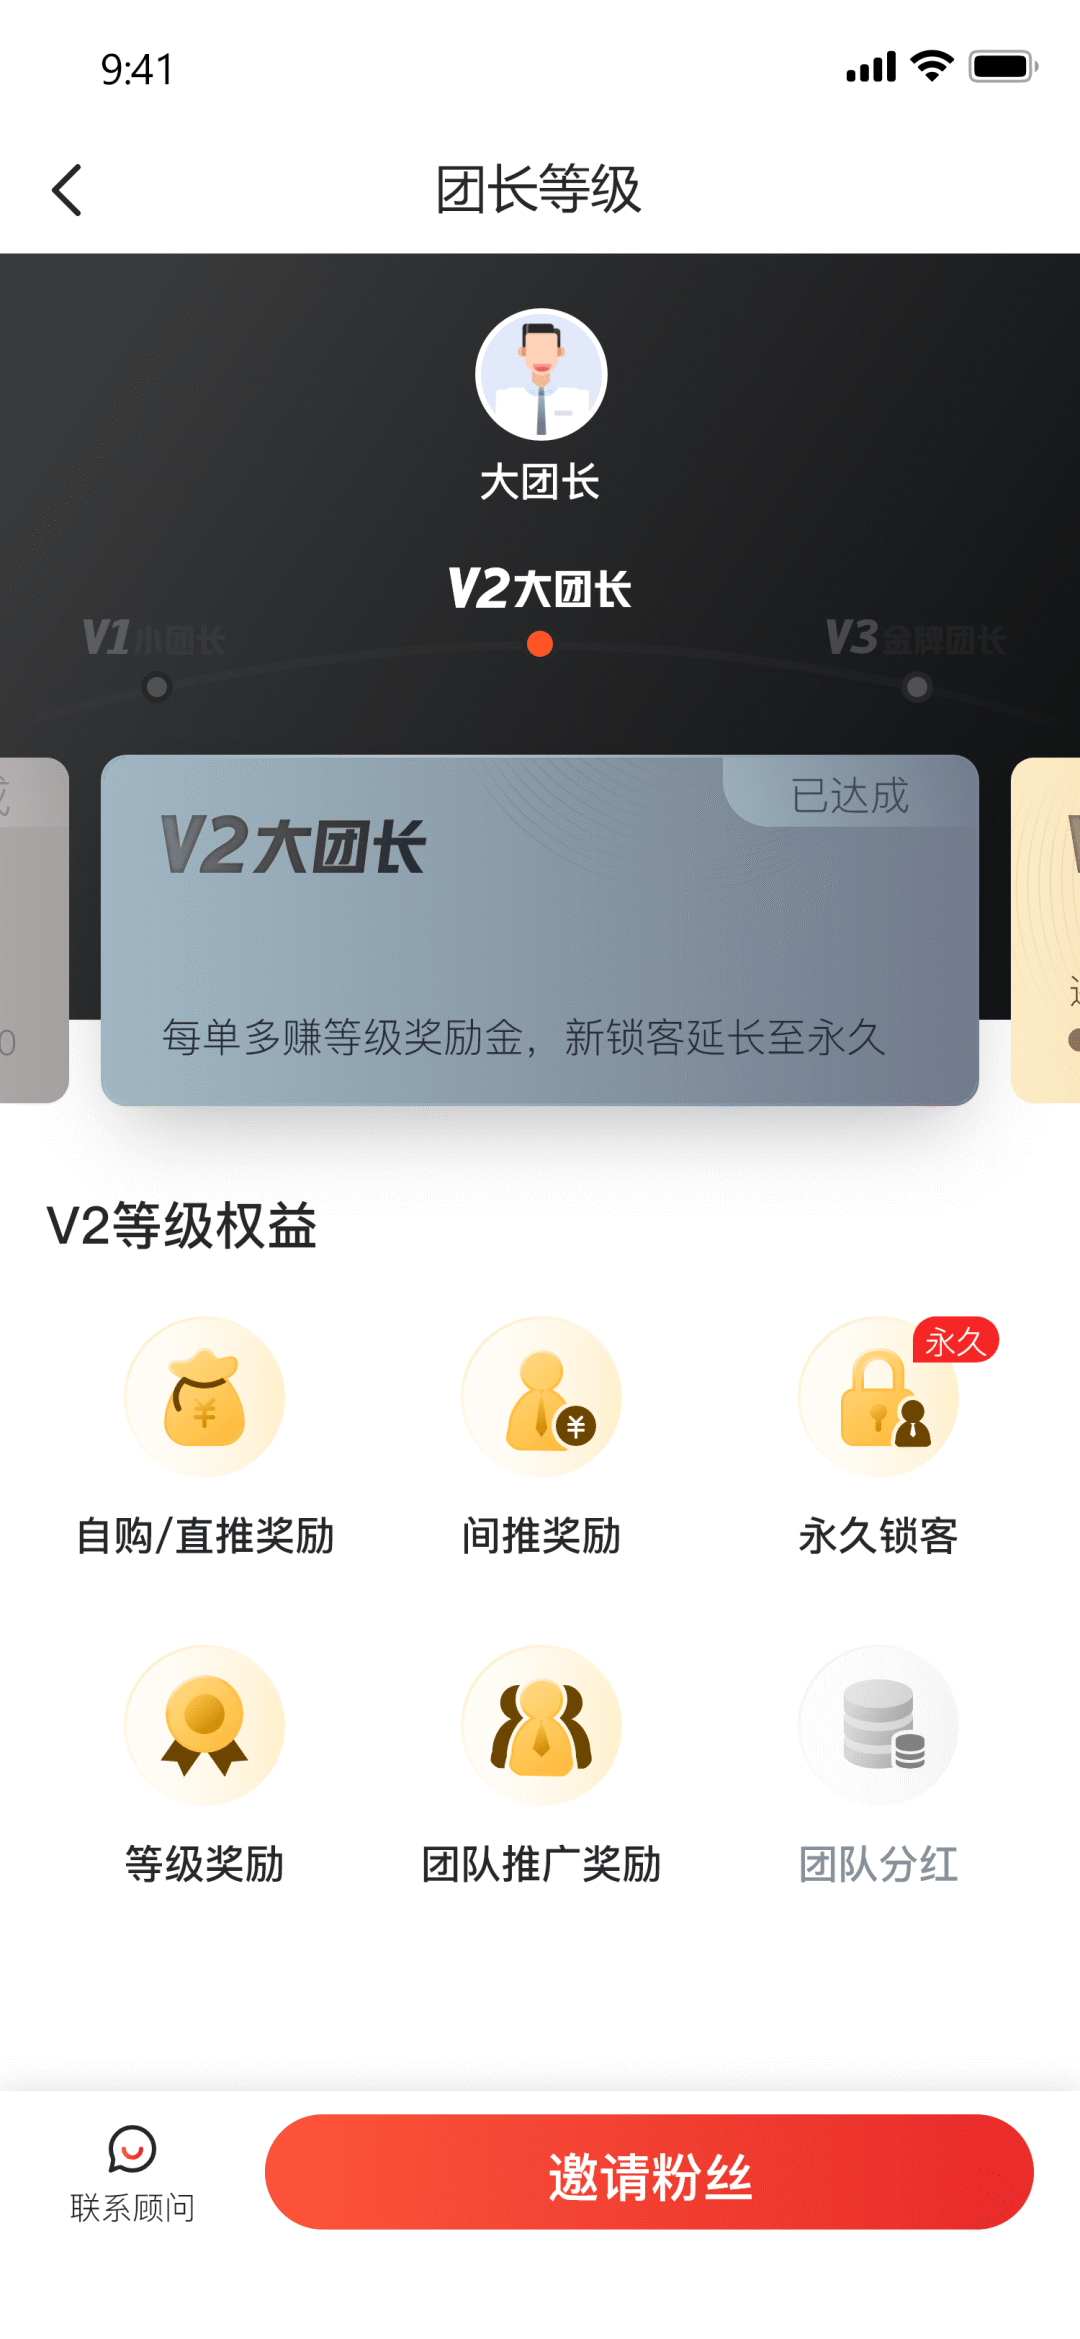 9:41
团长等级
大团长
V2大团长
V1小团长
V3金牌团长
已达成
V2大团长
每单多赚等级奖励金，新锁客延长至永久
0
V2等级权益
永久
自购/直推奖励
间推奖励
永久锁客
等级奖励
团队推广奖励
团队分红
联系顾问
邀请粉丝